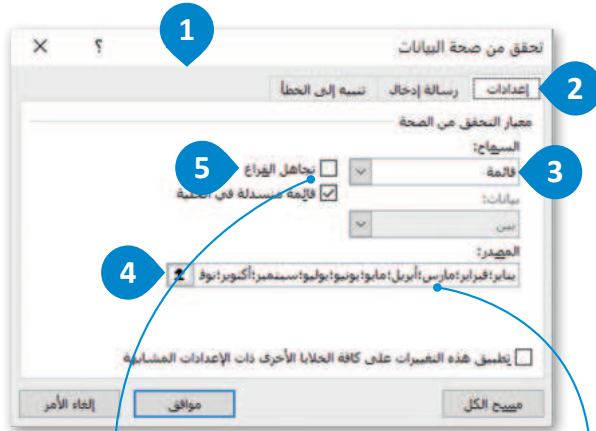 1
تحقق من صحة البيانات ؟ ×
إعدادات رسالة إدخال تنبيه إلى الخطأ 2
معيار التحقق من الصحة
السماح:
قائمة 3 تجاهل الفراغ 5
قائمة منسدلة في الخلية
بيانات:
بين
المصدر:
يناير؛فبراير؛مارس؛أبريل؛مايو؛يونيو؛يوليو؛سبتمبر؛أكتوبر؛نوف 4
تطبيق هذه التغييرات على كافة الخلايا الأخرى ذات الإعدادات المشابهة
مسح الكل موافق إلغاء الأمر